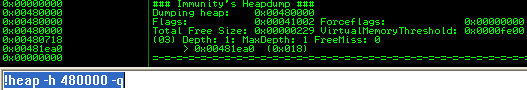 0x00000000 ### Immunity's Heapdump ###
0x00480000 Dumping heap: 0x00480000
0x00480000 Flags: 0x00041002 Forceflags: 0x00000000
0x00480000 Total Free Size: 0x00000229 VirtualMemoryThreshold: 0x0000fe00
0x00480718 (03) Depth: 1: MaxDepth: 1 FreeMiss: 0
0x00481ea0 > 0x00481ea0 (0x018)
0x00000000 =-=-=-=-=-=-=-=-=-=-=-=-=-=-=-=-=-=-=-=-=-=-=-=-=-=-=-=
!heap -h 480000 -q